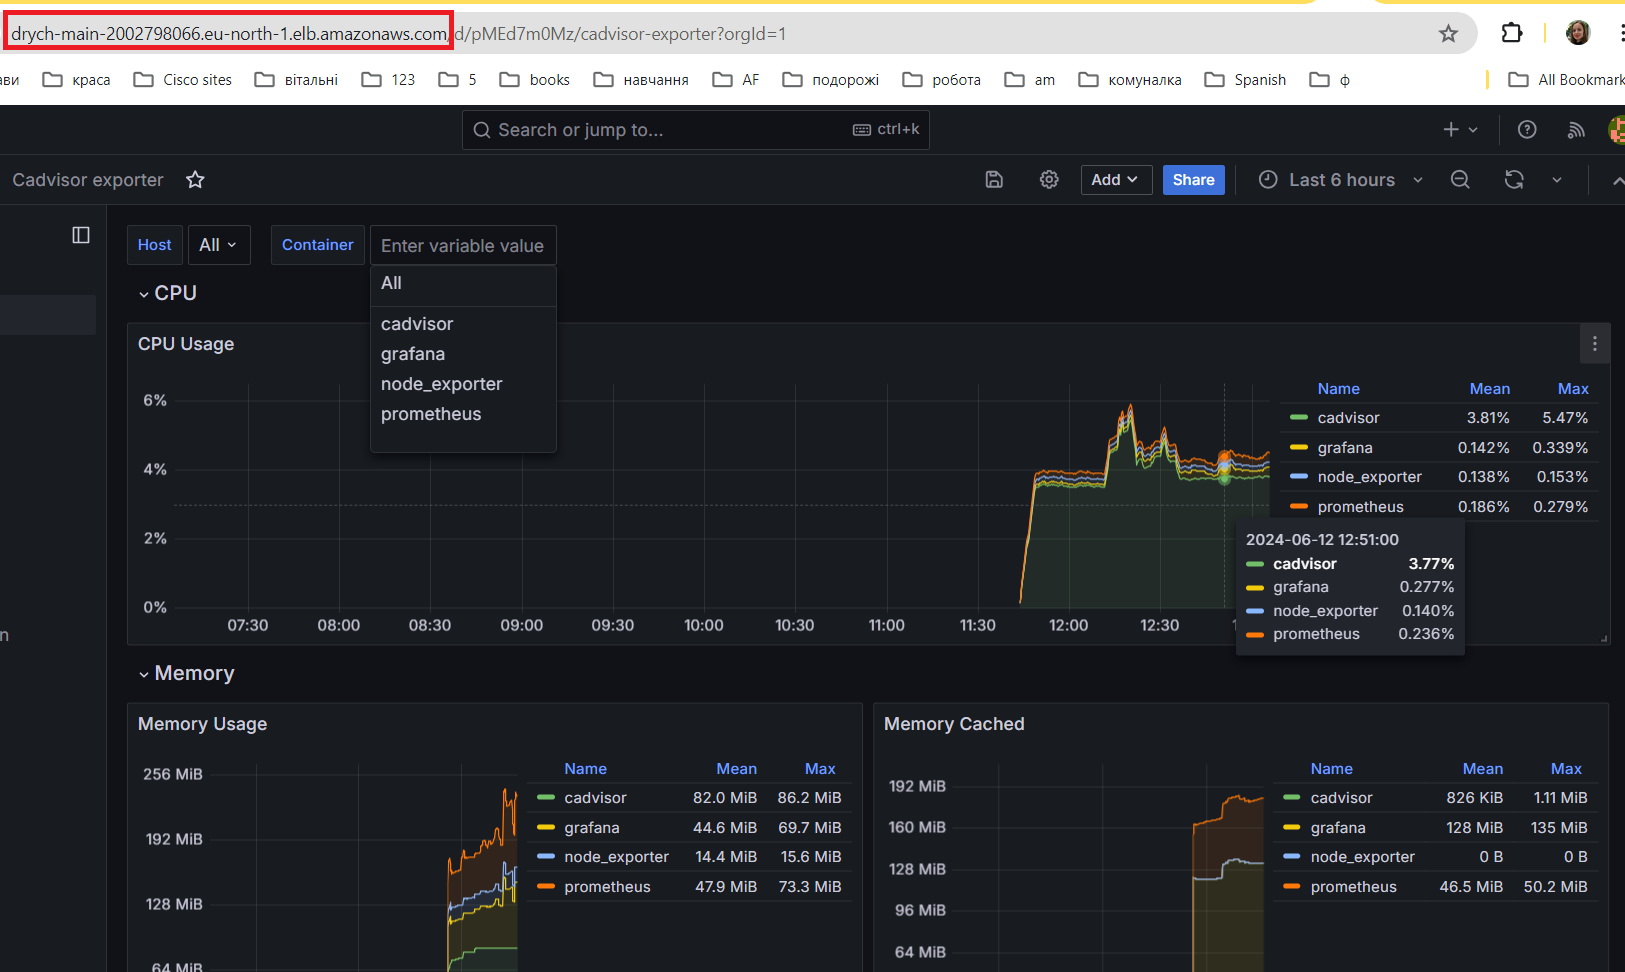 drych-main-2002798066.eu-north-1.elb.amazonaws.com/d/pMEd7m0Mz/cadvisor-exporter?orgId=1
ави краса Cisco sites вітальні 123 5 books навчання AF подорожі робота am комуналка Spanish ф All Bookmark
Search or jump to... ctrl+k
Cadvisor exporter Add Share Last 6 hours
Host All Container Enter variable value
All
cadvisor
grafana
node_exporter
prometheus
CPU
CPU Usage
6%
4%
2%
0%
07:30 08:00 08:30 09:00 09:30 10:00 10:30 11:00 11:30 12:00 12:30 1
Name Mean Max
cadvisor 3.81% 5.47%
grafana 0.142% 0.339%
node_exporter 0.138% 0.153%
prometheus 0.186% 0.279%
2024-06-12 12:51:00
cadvisor 3.77%
grafana 0.277%
node_exporter 0.140%
prometheus 0.236%
n
Memory
Memory Usage
256 MiB
192 MiB
128 MiB
64 MiB
Name Mean Max
cadvisor 82.0 MiB 86.2 MiB
grafana 44.6 MiB 69.7 MiB
node_exporter 14.4 MiB 15.6 MiB
prometheus 47.9 MiB 73.3 MiB
Memory Cached
192 MiB
160 MiB
128 MiB
96 MiB
64 MiB
Name Mean Max
cadvisor 826 KiB 1.11 MiB
grafana 128 MiB 135 MiB
node_exporter 0 B 0 B
prometheus 46.5 MiB 50.2 MiB